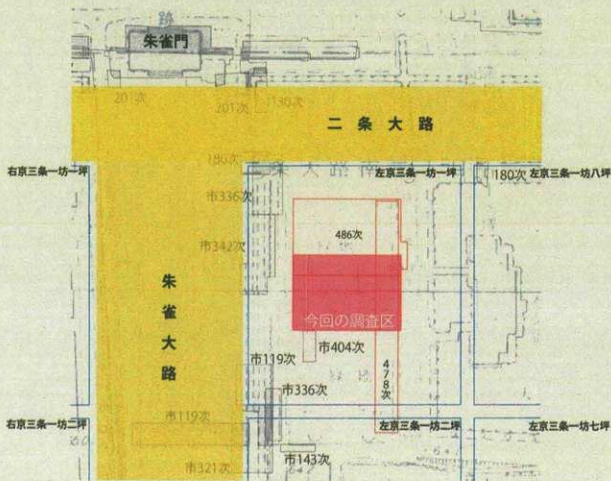 跡
朱雀門
201次
201次
130次
二条大路
180次
右京三条一坊一坪
左京三条一坊一坪
180次
左京三条一坊八坪
条大路南
市336次
486次
市342次
朱雀大路
今回の調査区
市404次
市119次
478次
市336次
市119次
右京三条一坊二坪
左京三条一坊二坪
左京三条一坊七坪
市143次
市321次